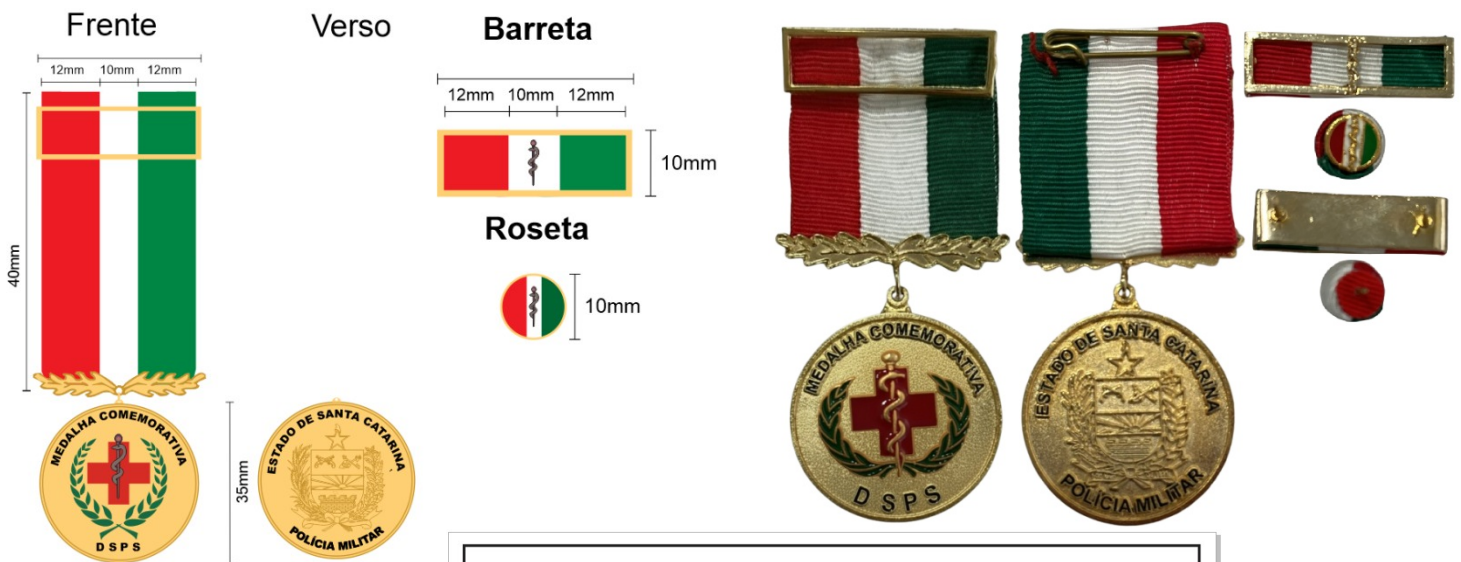 Frente
Verso
Barreta
12mm 10mm 12mm
12mm 10mm 12mm
10mm
Roseta
10mm
40mm
35mm
MEDALHA COMEMORATIVA
DSPS
ESTADO DE SANTA CATARINA
POLÍCIA MILITAR
MEDALHA COMEMORATIVA
DSPS
ESTADO DE SANTA CATARINA
POLÍCIA MILITAR